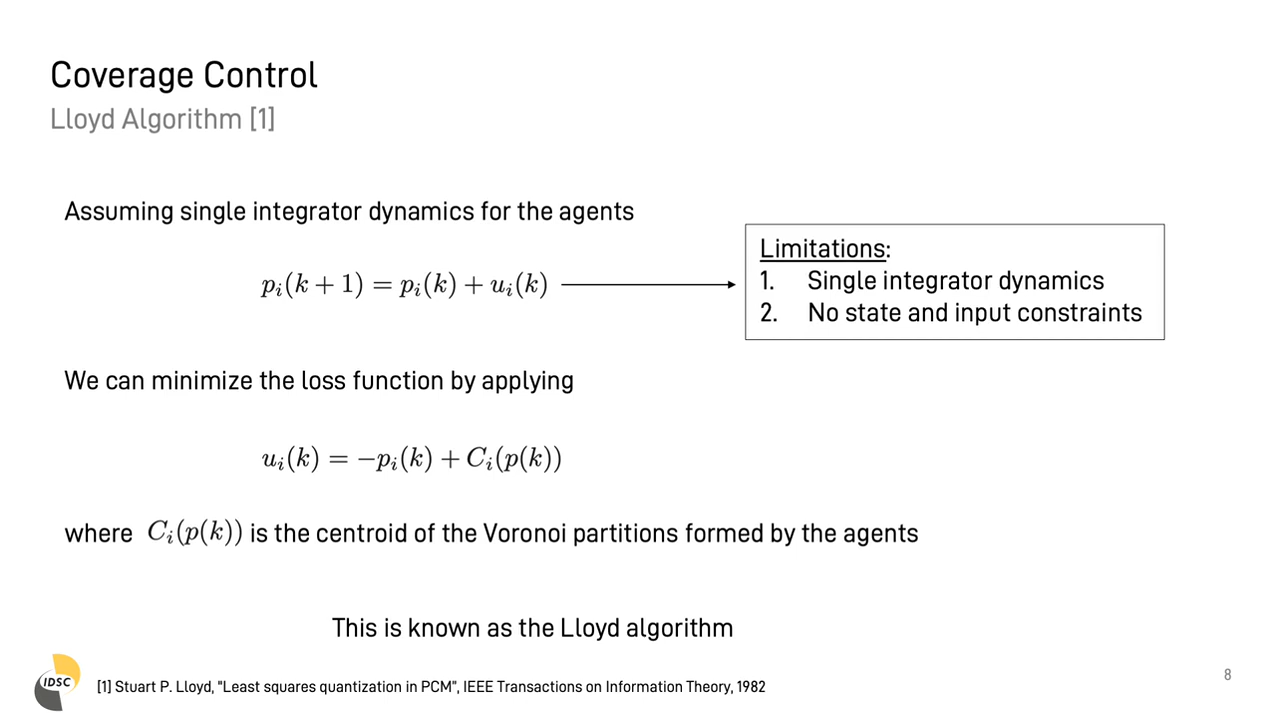 Coverage Control
Lloyd Algorithm [1]
Assuming single integrator dynamics for the agents
p_i(k + 1) = p_i(k) + u_i(k)
Limitations:
1. Single integrator dynamics
2. No state and input constraints
We can minimize the loss function by applying
u_i(k) = −p_i(k) + C_i(p(k))
where C_i(p(k)) is the centroid of the Voronoi partitions formed by the agents
This is known as the Lloyd algorithm
IDSC
[1] Stuart P. Lloyd, "Least squares quantization in PCM", IEEE Transactions on Information Theory, 1982
8